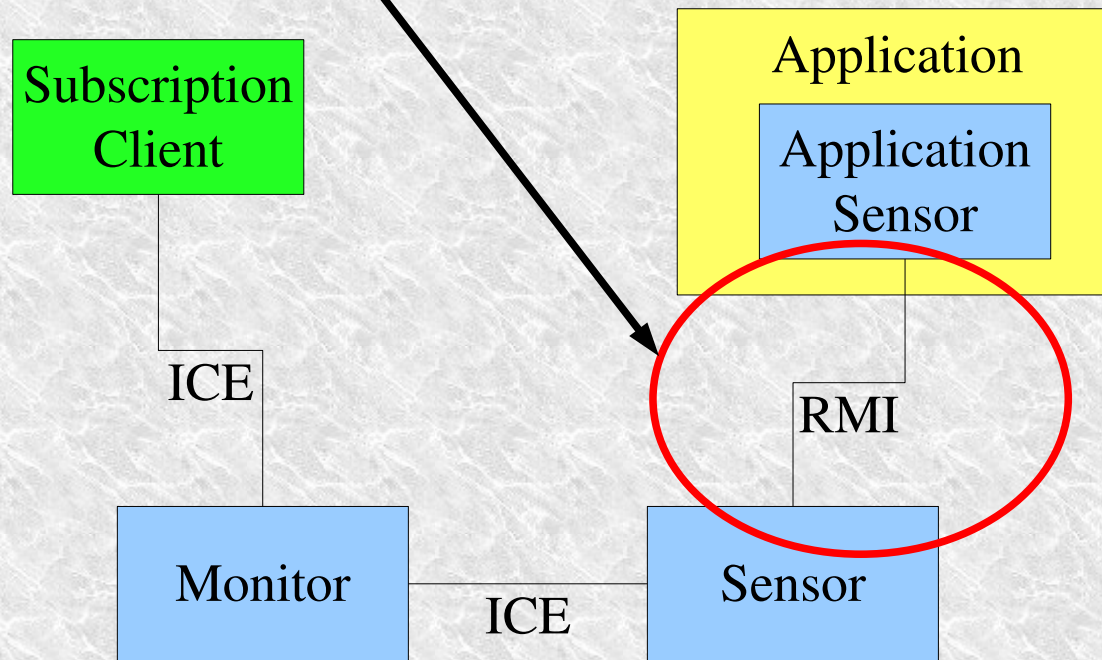 Subscription
Client
Application
Application
Sensor
ICE
RMI
Monitor
ICE
Sensor